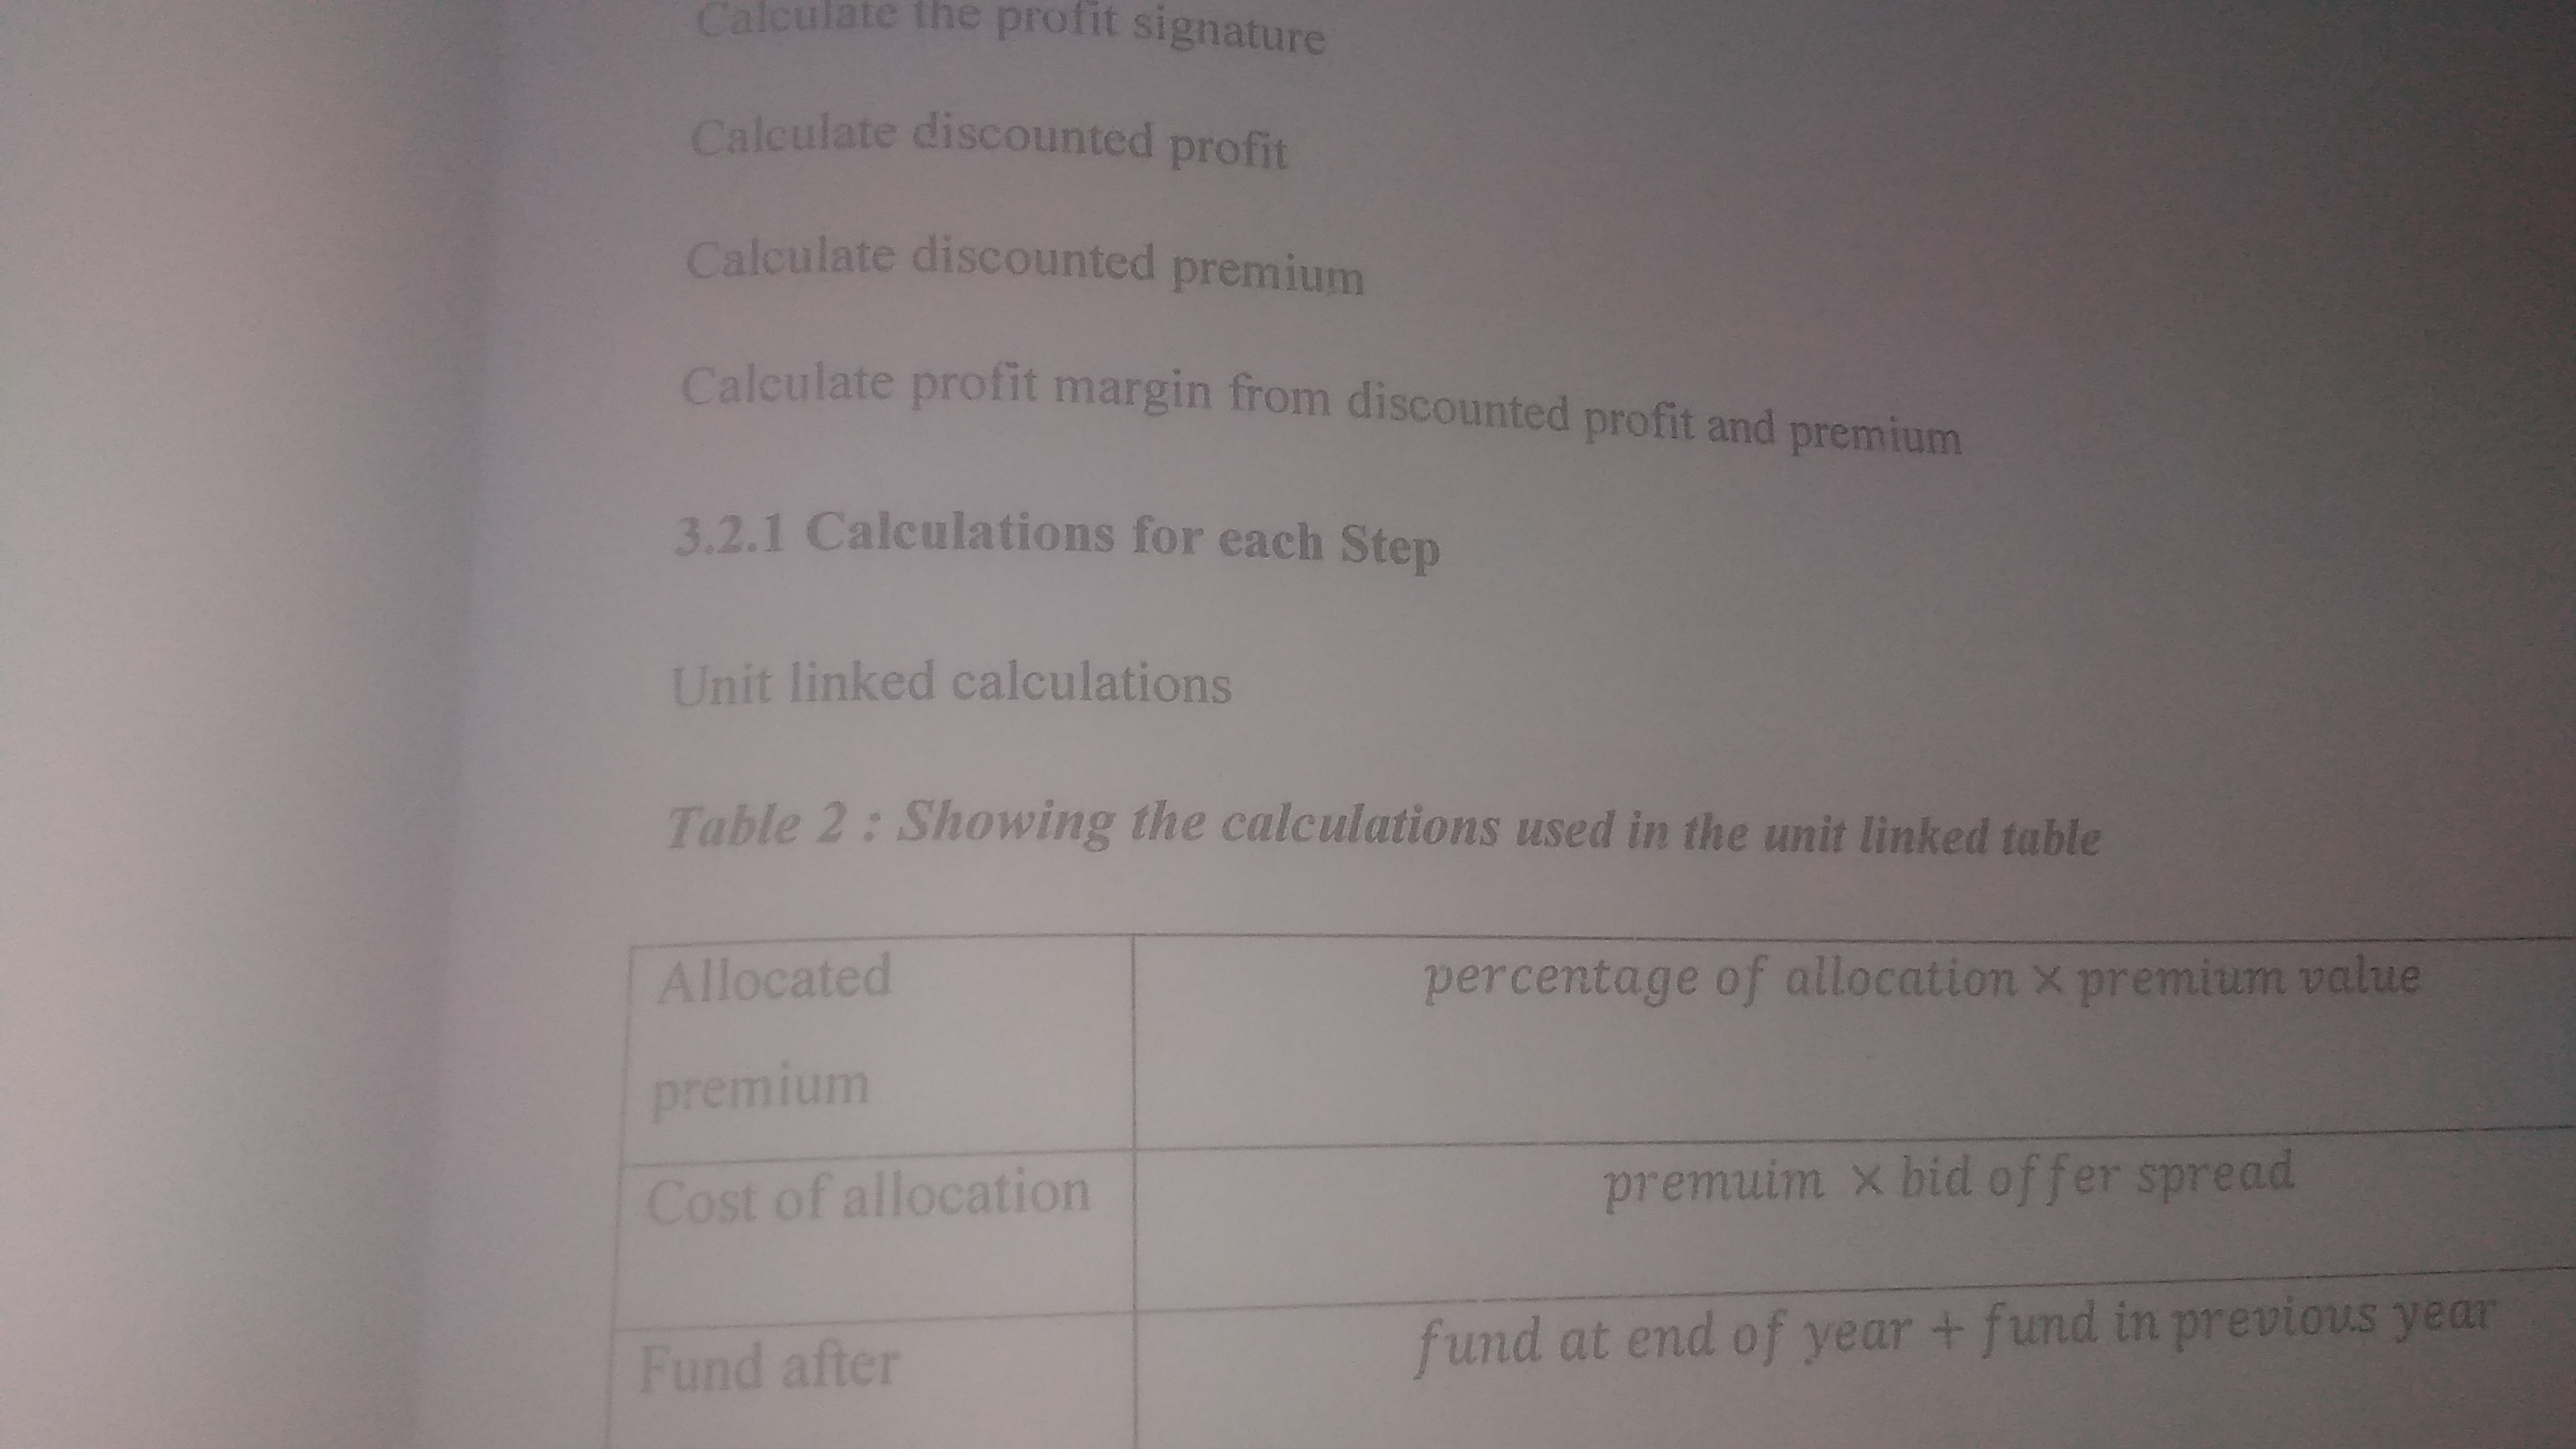 Calculate the profit signature
Calculate discounted profit
Calculate discounted premium
Calculate profit margin from discounted profit and premium
3.2.1 Calculations for each Step
Unit linked calculations
Table 2 : Showing the calculations used in the unit linked table
Allocated
premium
percentage of allocation × premium value
Cost of allocation
premuim × bid offer spread
Fund after
fund at end of year + fund in previous year